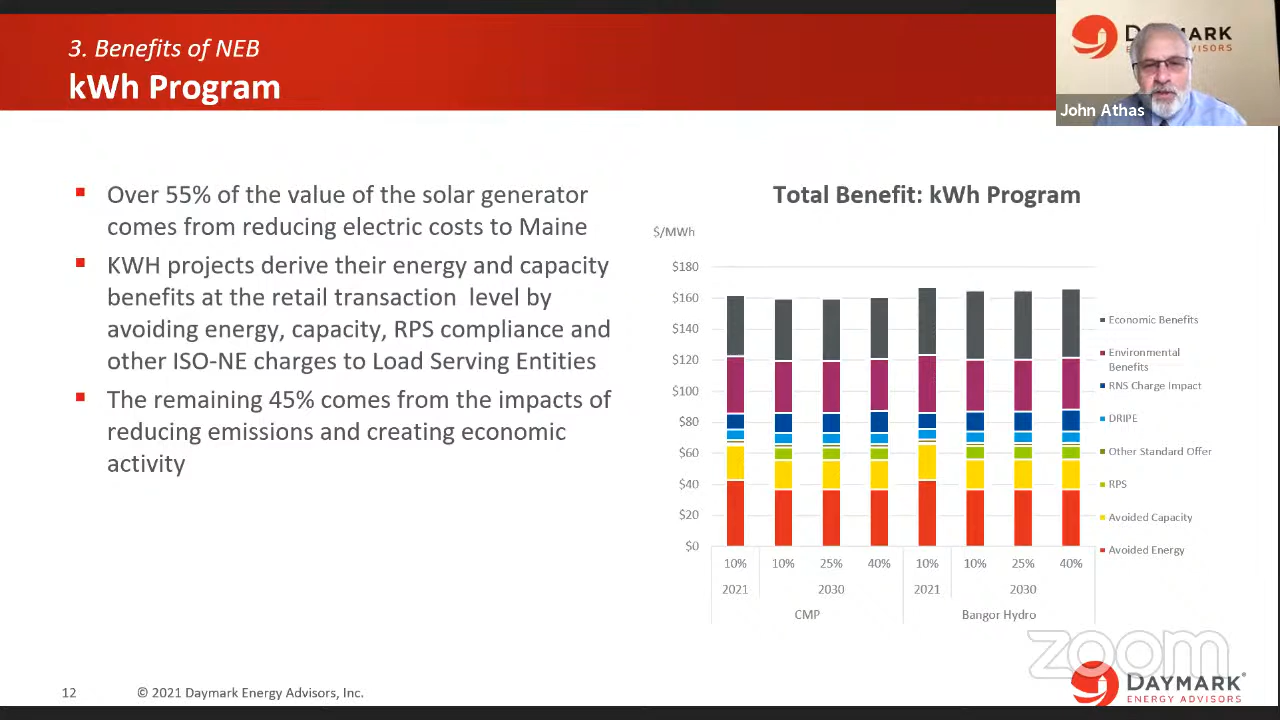 3. Benefits of NEB
kWh Program
DAYMARK
ENERGY ADVISORS
John Athas
Over 55% of the value of the solar generator
comes from reducing electric costs to Maine
KWH projects derive their energy and capacity
benefits at the retail transaction level by
avoiding energy, capacity, RPS compliance and
other ISO-NE charges to Load Serving Entities
The remaining 45% comes from the impacts of
reducing emissions and creating economic
activity
Total Benefit: kWh Program
$/MWh
$180
$160
$140
$120
$100
$80
$60
$40
$20
$0
10% 10% 25% 40% 10% 10% 25% 40%
2021 2030 2021 2030
CMP Bangor Hydro
Economic Benefits
Environmental
Benefits
RNS Charge Impact
DRIPE
Other Standard Offer
RPS
Avoided Capacity
Avoided Energy
zoom
12 © 2021 Daymark Energy Advisors, Inc.
DAYMARK®
ENERGY ADVISORS